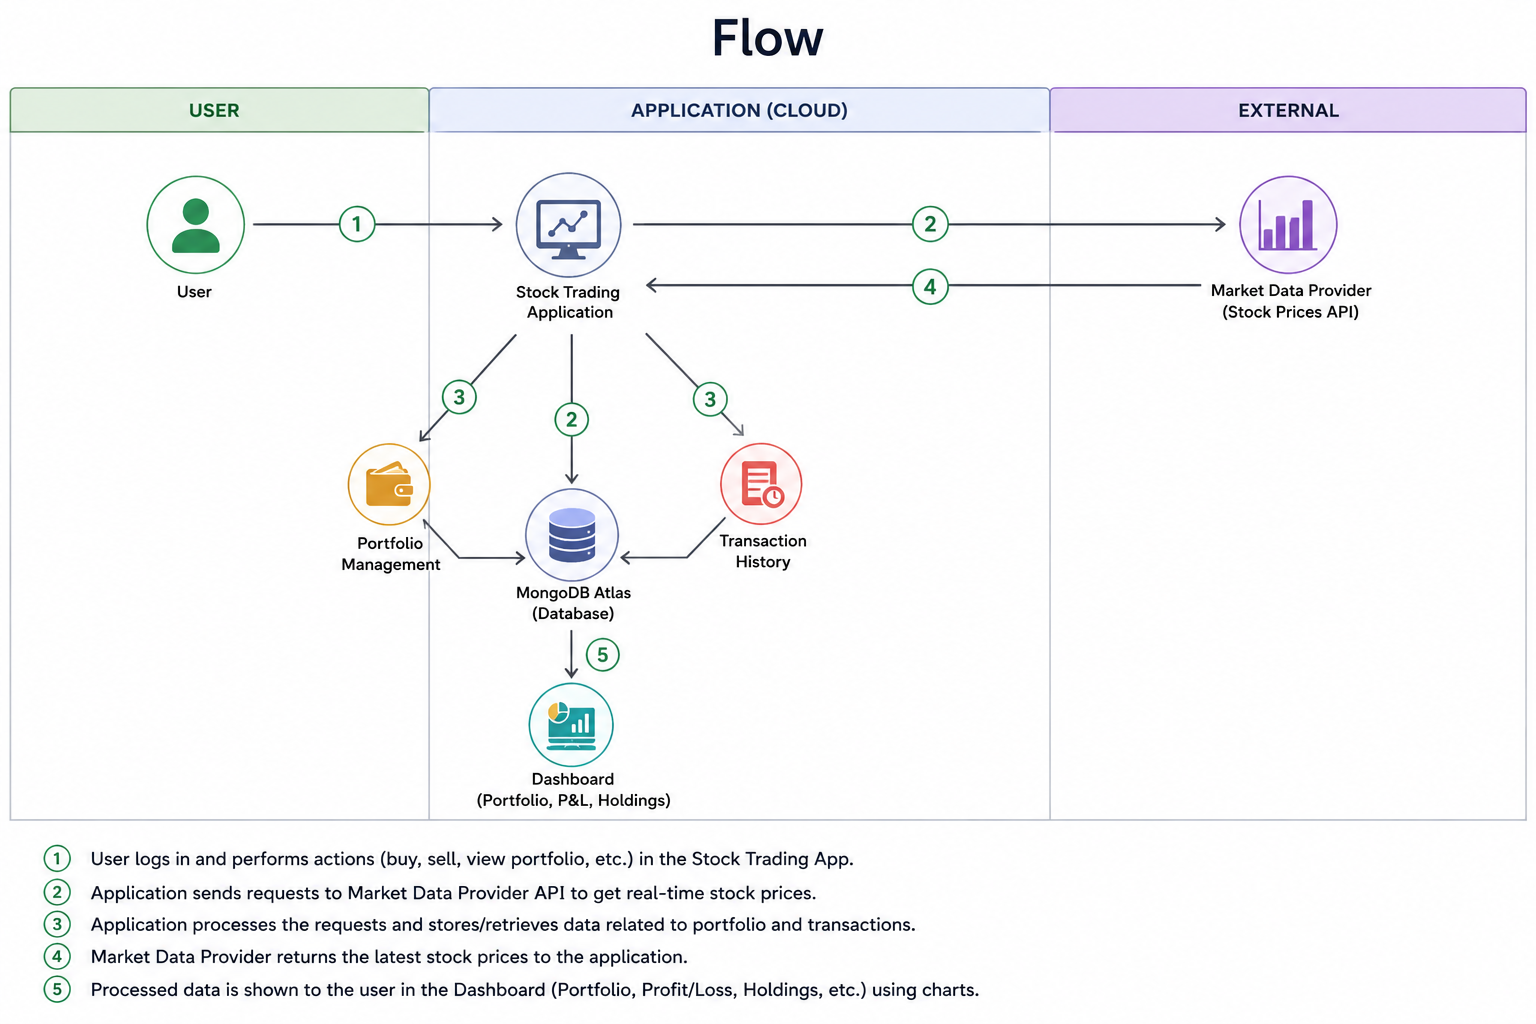 Flow
USER
APPLICATION (CLOUD)
EXTERNAL
1
2
4
User
Stock Trading
Application
Market Data Provider
(Stock Prices API)
3
2
3
Portfolio
Management
MongoDB Atlas
(Database)
Transaction
History
5
Dashboard
(Portfolio, P&L, Holdings)
1 User logs in and performs actions (buy, sell, view portfolio, etc.) in the Stock Trading App.
2 Application sends requests to Market Data Provider API to get real-time stock prices.
3 Application processes the requests and stores/retrieves data related to portfolio and transactions.
4 Market Data Provider returns the latest stock prices to the application.
5 Processed data is shown to the user in the Dashboard (Portfolio, Profit/Loss, Holdings, etc.) using charts.